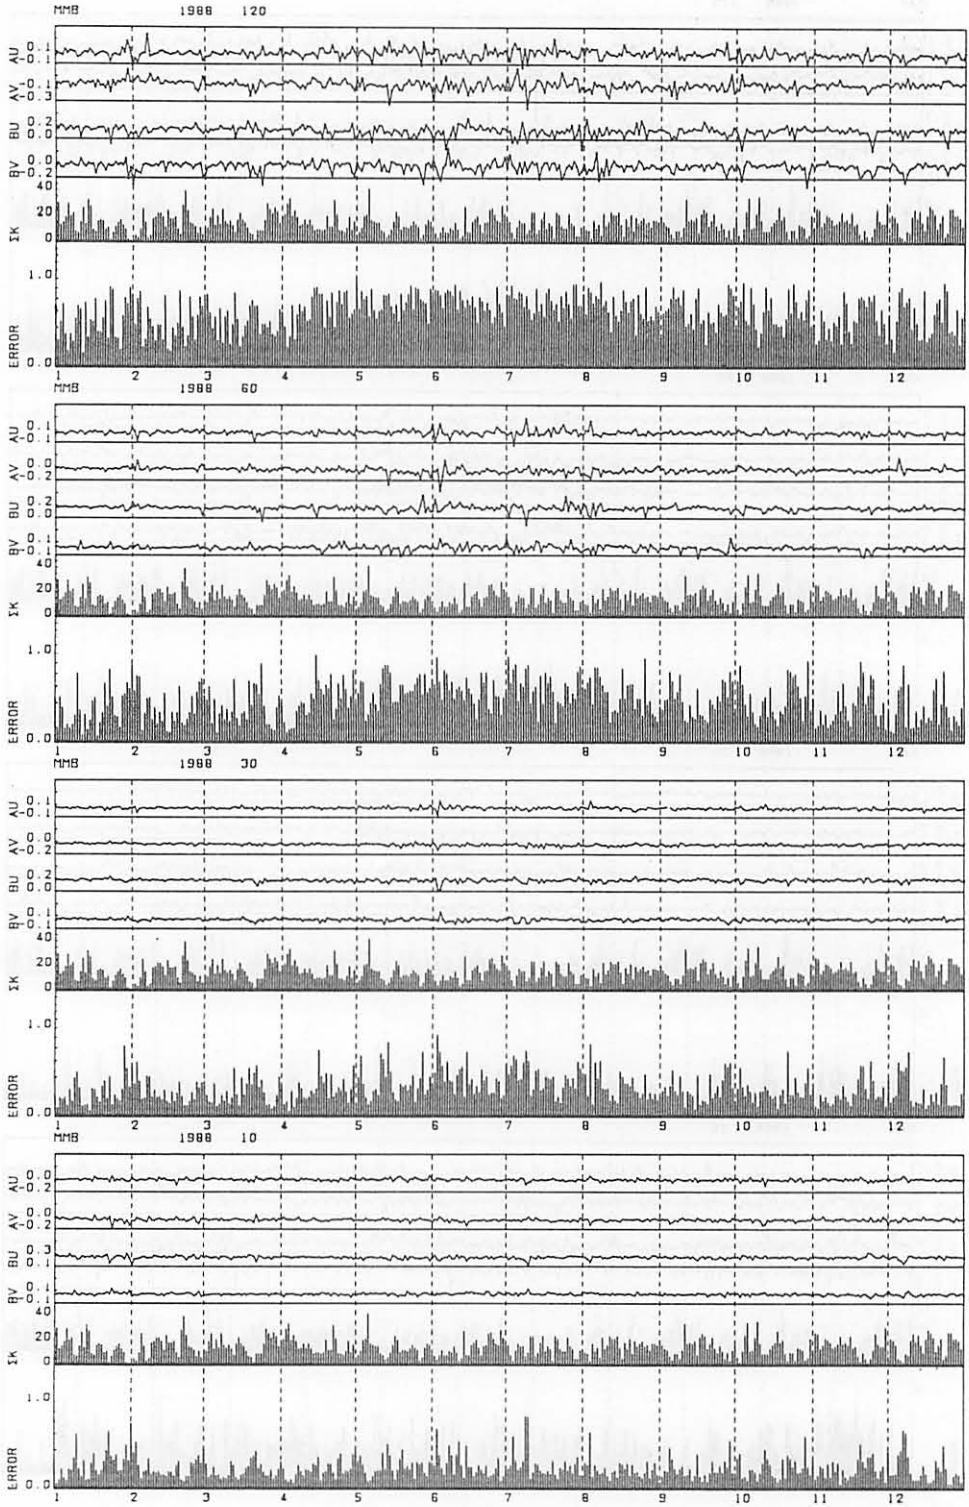 MMB 1988 120
AU 0.1
-0.1
AV -0.1
-0.3
BU 0.2
0.0
BV 0.0
-0.2
ΣK 40
20
0
ERROR 1.0
0.0
1 2 3 4 5 6 7 8 9 10 11 12
MMB 1988 60
AU 0.1
-0.1
AV 0.0
-0.2
BU 0.2
0.0
BV 0.1
-0.1
ΣK 40
20
0
ERROR 1.0
0.0
1 2 3 4 5 6 7 8 9 10 11 12
MMB 1988 30
AU 0.1
-0.1
AV 0.0
-0.2
BU 0.2
0.0
BV 0.1
-0.1
ΣK 40
20
0
ERROR 1.0
0.0
1 2 3 4 5 6 7 8 9 10 11 12
MMB 1988 10
AU 0.0
-0.2
AV 0.0
-0.2
BU 0.3
0.1
BV 0.1
-0.1
ΣK 40
20
0
ERROR 1.0
0.0
1 2 3 4 5 6 7 8 9 10 11 12